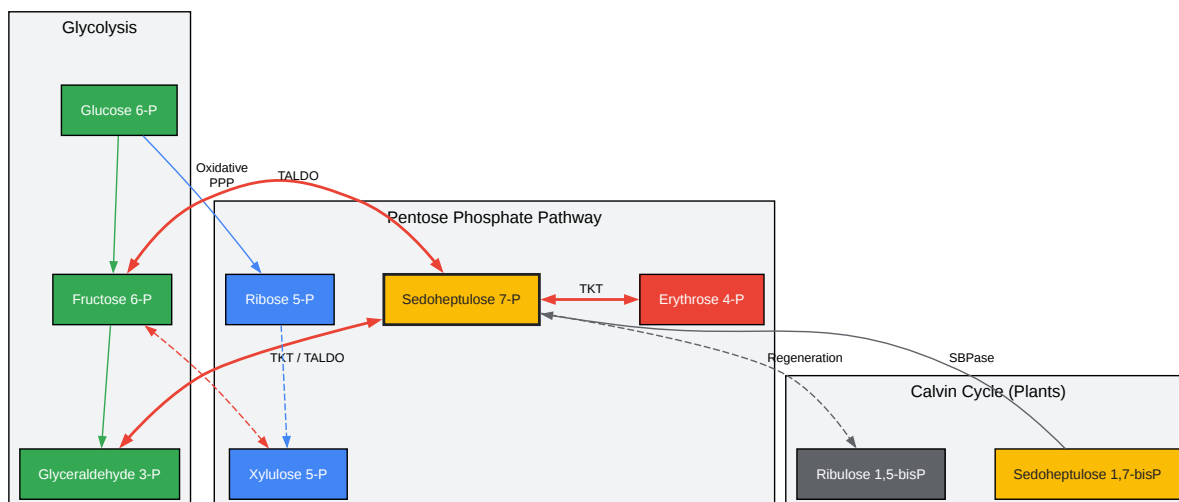 Glycolysis
Glucose 6-P
Oxidative
PPP
TALDO
Pentose Phosphate Pathway
Fructose 6-P
Ribose 5-P
Sedoheptulose 7-P
TKT
Erythrose 4-P
TKT / TALDO
Regeneration
SBPase
Calvin Cycle (Plants)
Glyceraldehyde 3-P
Xylulose 5-P
Ribulose 1,5-bisP
Sedoheptulose 1,7-bisP